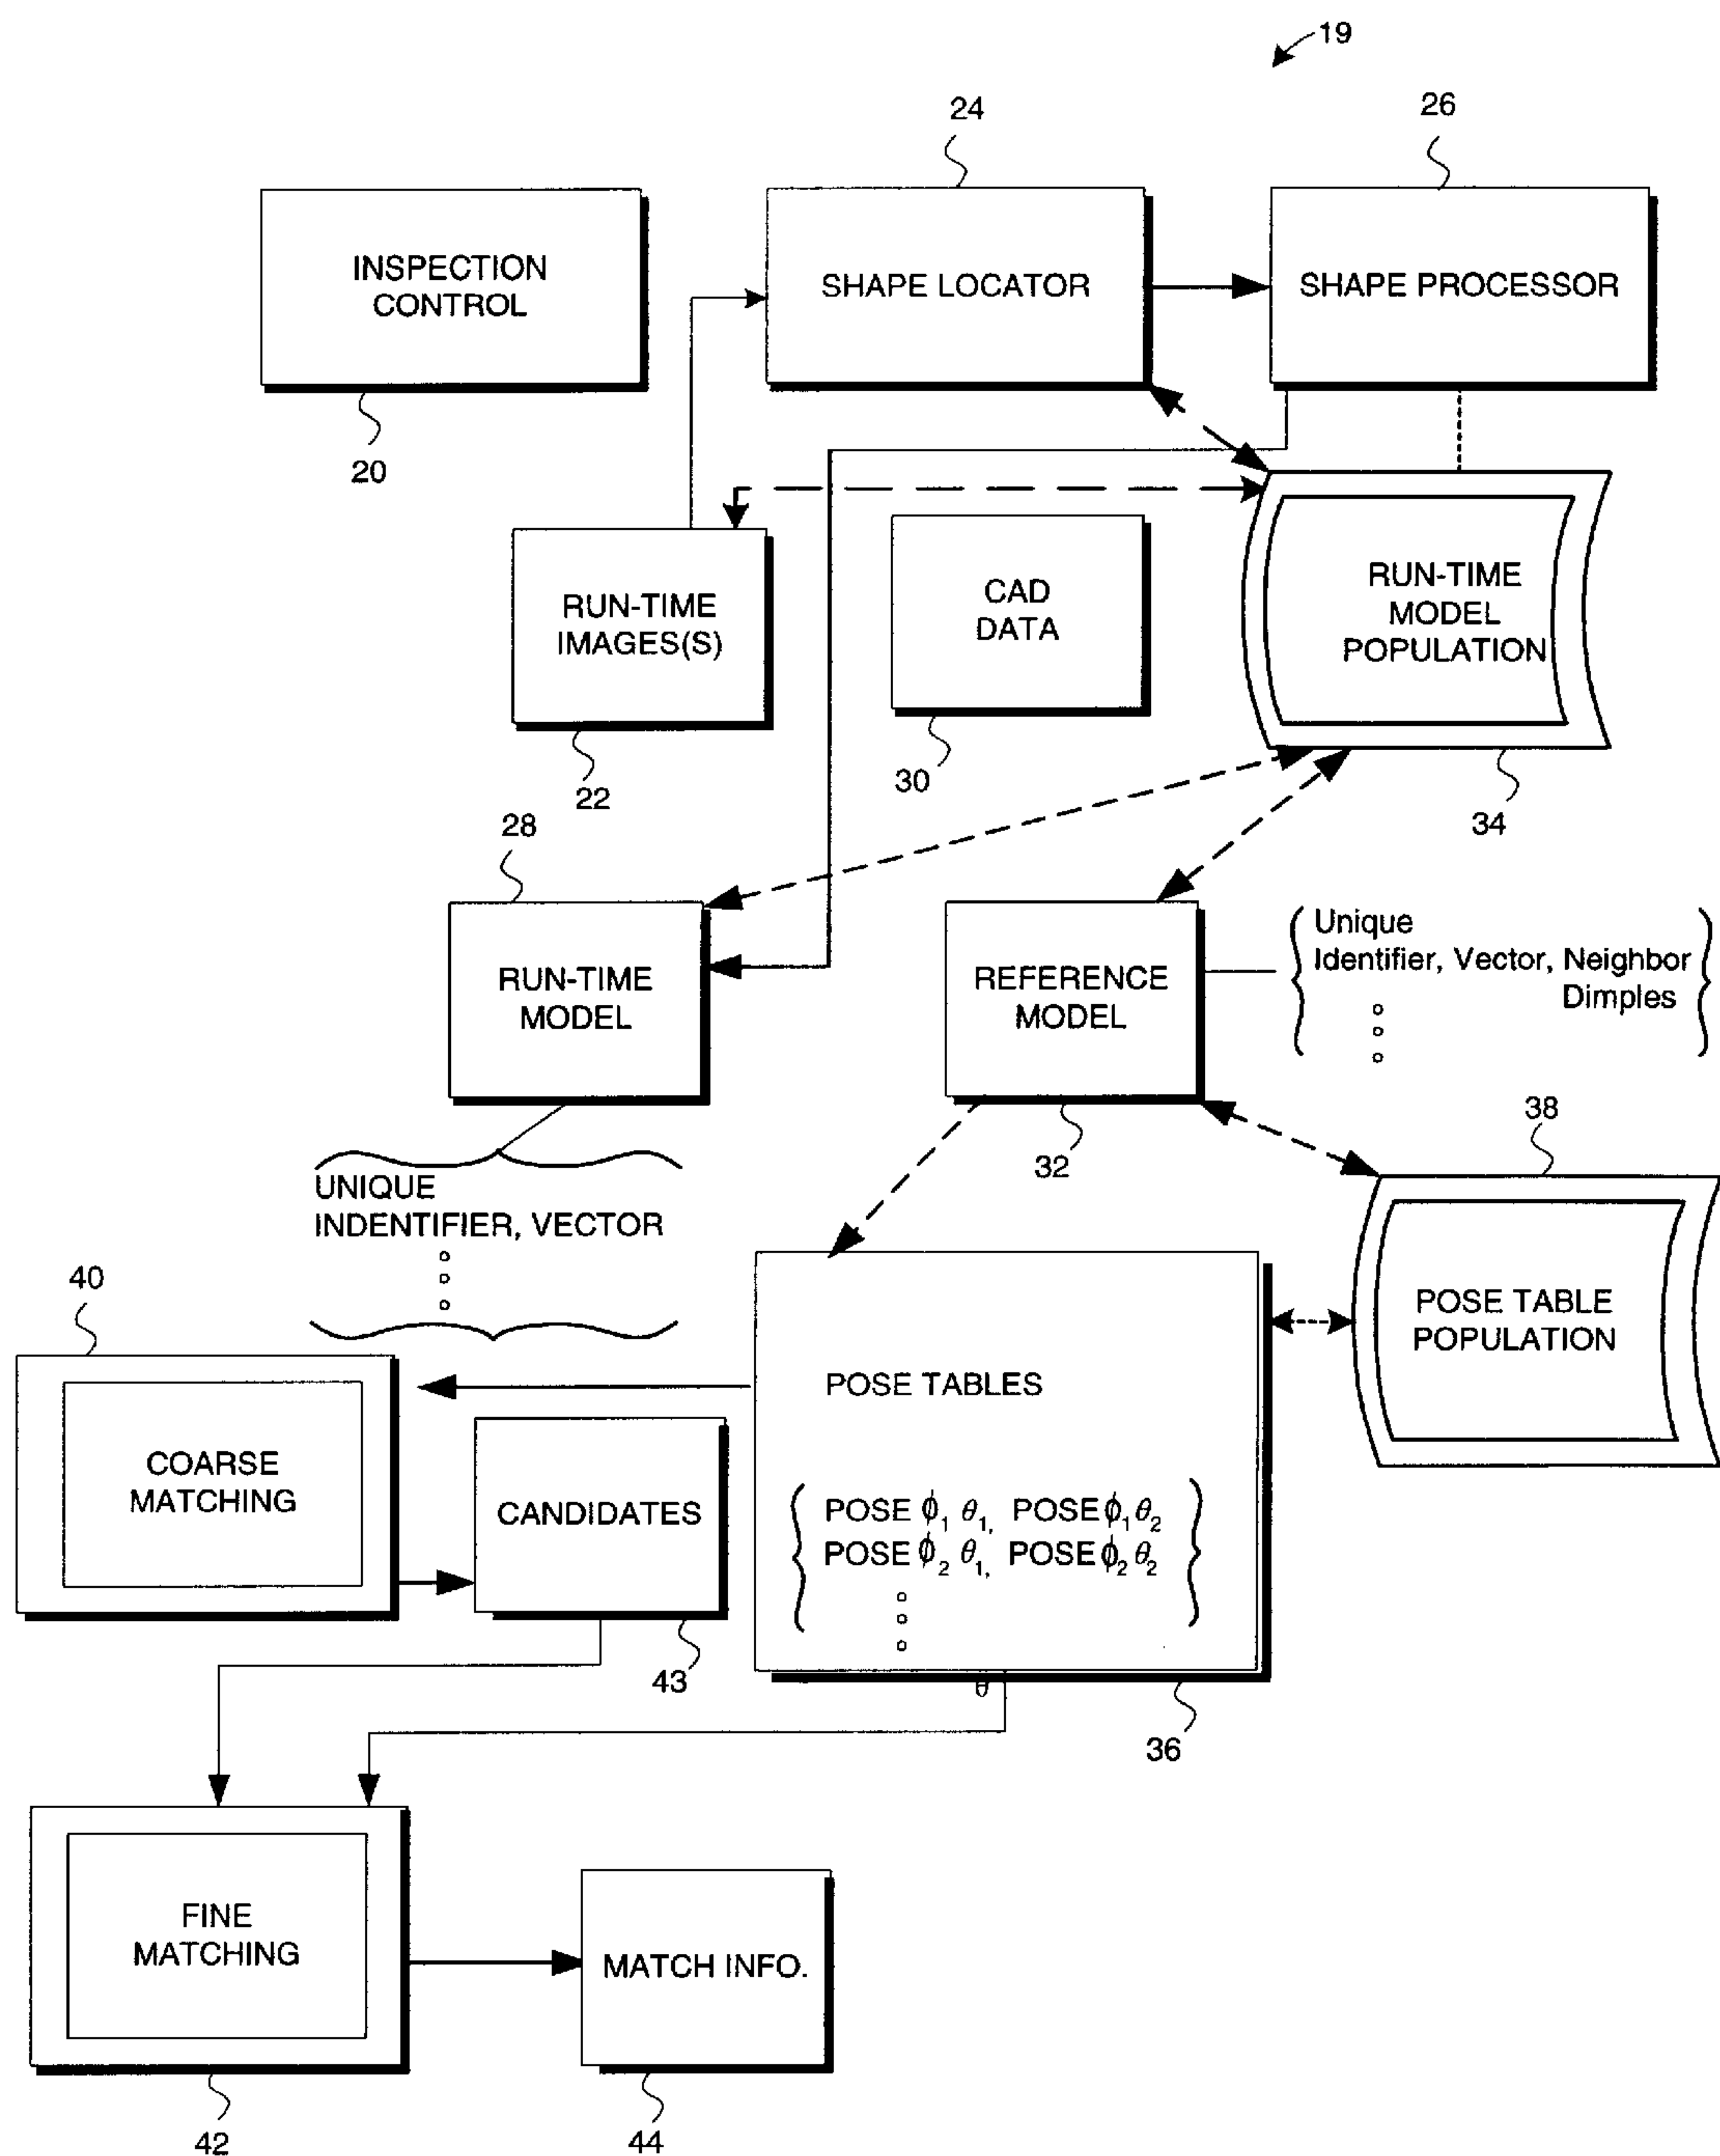 19
24
26
INSPECTION
CONTROL
SHAPE LOCATOR
SHAPE PROCESSOR
20
RUN-TIME
IMAGES(S)
CAD
DATA
RUN-TIME
MODEL
POPULATION
22
30
34
28
RUN-TIME
MODEL
REFERENCE
MODEL
Unique
Identifier, Vector, Neighbor
Dimples
32
38
UNIQUE
INDENTIFIER, VECTOR
40
POSE TABLES
POSE TABLE
POPULATION
COARSE
MATCHING
CANDIDATES
POSE ϕ₁ θ₁, POSE ϕ₁ θ₂
POSE ϕ₂ θ₁, POSE ϕ₂ θ₂
43
θ
36
FINE
MATCHING
MATCH INFO.
42
44